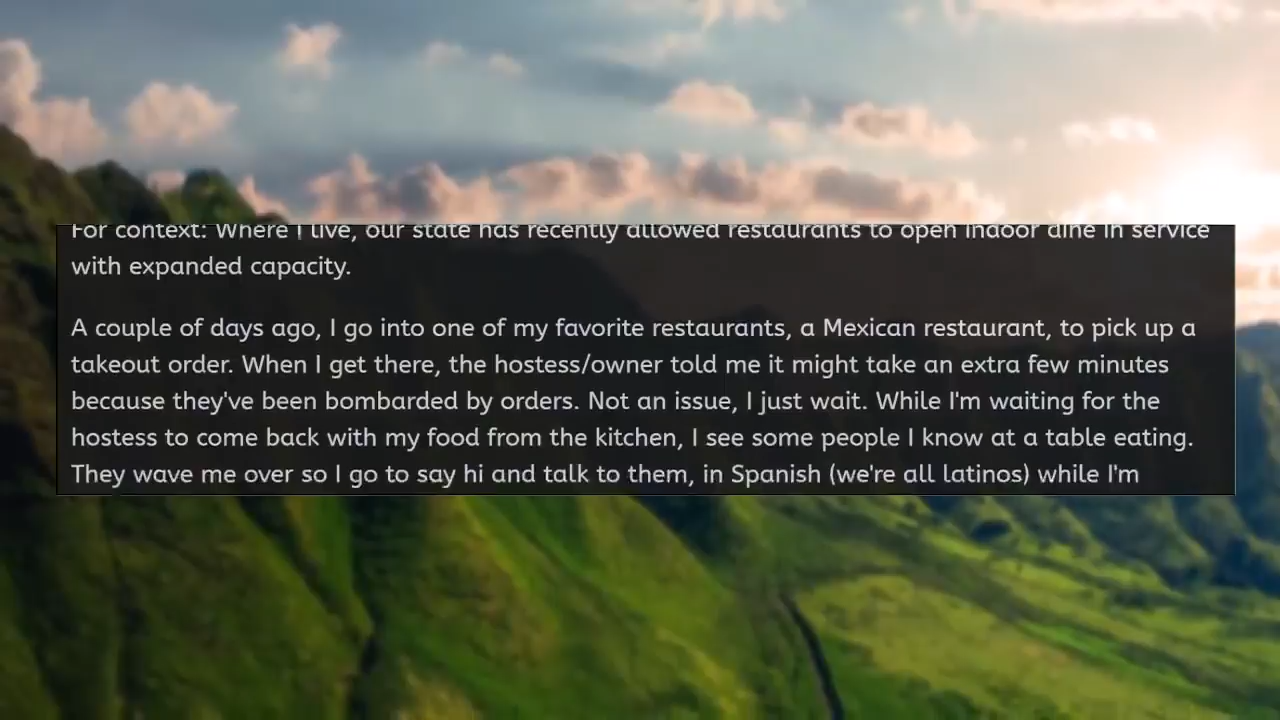 For context: Where I live, our state has recently allowed restaurants to open indoor dine in service
with expanded capacity.
A couple of days ago, I go into one of my favorite restaurants, a Mexican restaurant, to pick up a
takeout order. When I get there, the hostess/owner told me it might take an extra few minutes
because they've been bombarded by orders. Not an issue, I just wait. While I'm waiting for the
hostess to come back with my food from the kitchen, I see some people I know at a table eating.
They wave me over so I go to say hi and talk to them, in Spanish (we're all latinos) while I'm